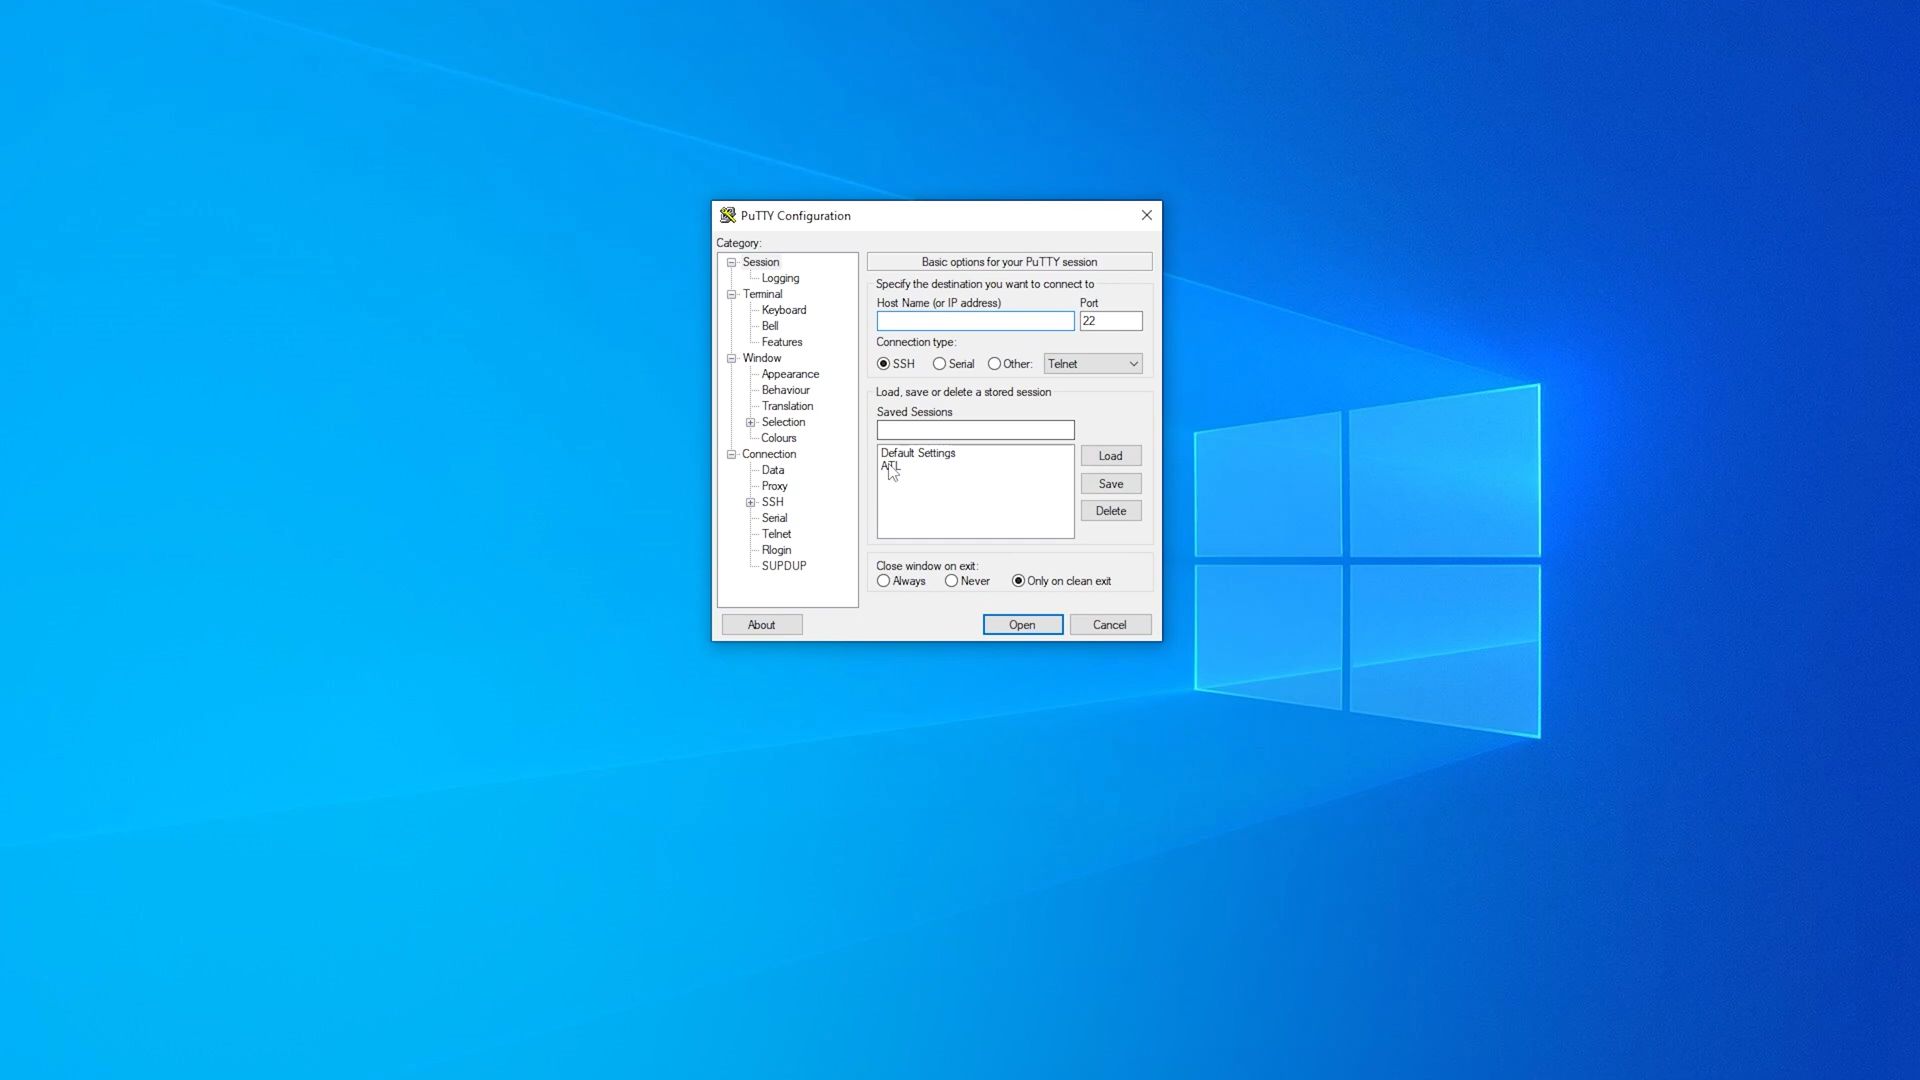 PuTTY Configuration
Category:
Session
Logging
Terminal
Keyboard
Bell
Features
Window
Appearance
Behaviour
Translation
Selection
Colours
Connection
Data
Proxy
SSH
Serial
Telnet
Rlogin
SUPDUP
Basic options for your PuTTY session
Specify the destination you want to connect to
Host Name (or IP address) Port
22
Connection type:
SSH Serial Other: Telnet
Load, save or delete a stored session
Saved Sessions
Default Settings
ATL
Load
Save
Delete
Close window on exit:
Always Never Only on clean exit
About Open Cancel